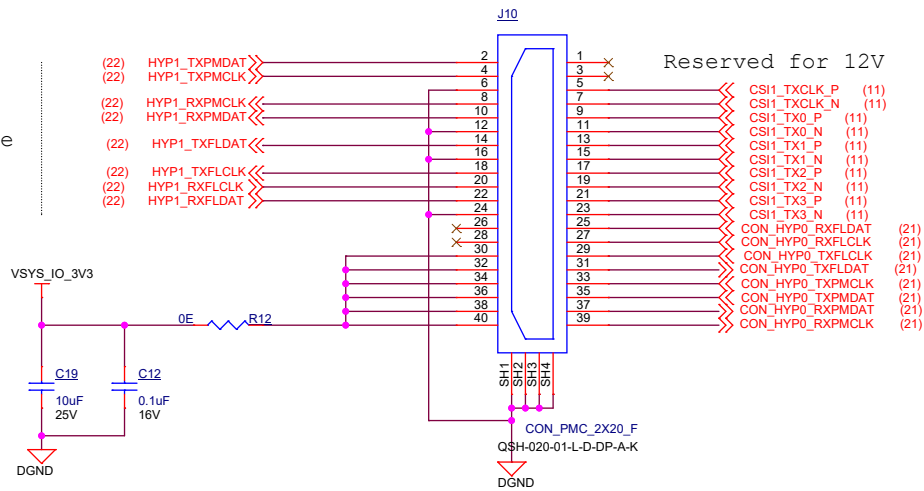 J10
Reserved for 12V
(22) HYP1_TXPMDAT 2 1
(22) HYP1_TXPMCLK 4 3
6 5 CSI1_TXCLK_P (11)
(22) HYP1_RXPMCLK 8 7 CSI1_TXCLK_N (11)
(22) HYP1_RXPMDAT 10 9 CSI1_TX0_P (11)
12 11 CSI1_TX0_N (11)
e (22) HYP1_TXFLDAT 14 13 CSI1_TX1_P (11)
16 15 CSI1_TX1_N (11)
(22) HYP1_TXFLCLK 18 17 CSI1_TX2_P (11)
(22) HYP1_RXFLCLK 20 19 CSI1_TX2_N (11)
(22) HYP1_RXFLDAT 22 21 CSI1_TX3_P (11)
24 23 CSI1_TX3_N (11)
26 25 CON_HYP0_RXFLDAT (21)
28 27 CON_HYP0_RXFLCLK (21)
30 29 CON_HYP0_TXFLCLK (21)
32 31 CON_HYP0_TXFLDAT (21)
34 33 CON_HYP0_TXPMCLK (21)
36 35 CON_HYP0_TXPMDAT (21)
38 37 CON_HYP0_RXPMDAT (21)
40 39 CON_HYP0_RXPMCLK (21)
VSYS_IO_3V3
0E R12
C19
10uF
25V
C12
0.1uF
16V
DGND
SH1
SH2
SH3
SH4
CON_PMC_2X20_F
QSH-020-01-L-D-DP-A-K
DGND